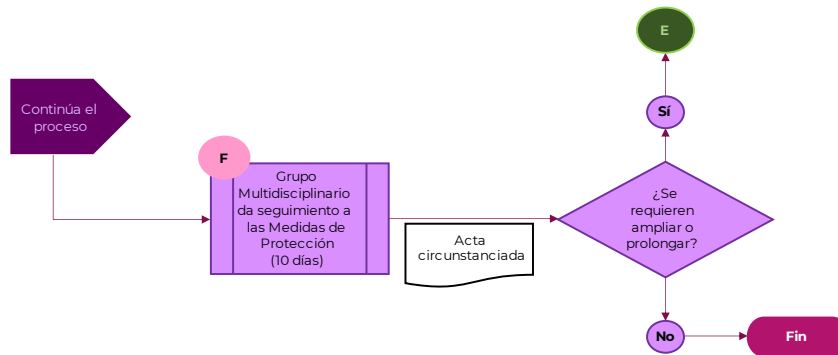 E
Continúa el
proceso
Sí
F
Grupo
Multidisciplinario
da seguimiento a
las Medidas de
Protección
(10 días)
Acta
circunstanciada
¿Se
requieren
ampliar o
prolongar?
No
Fin